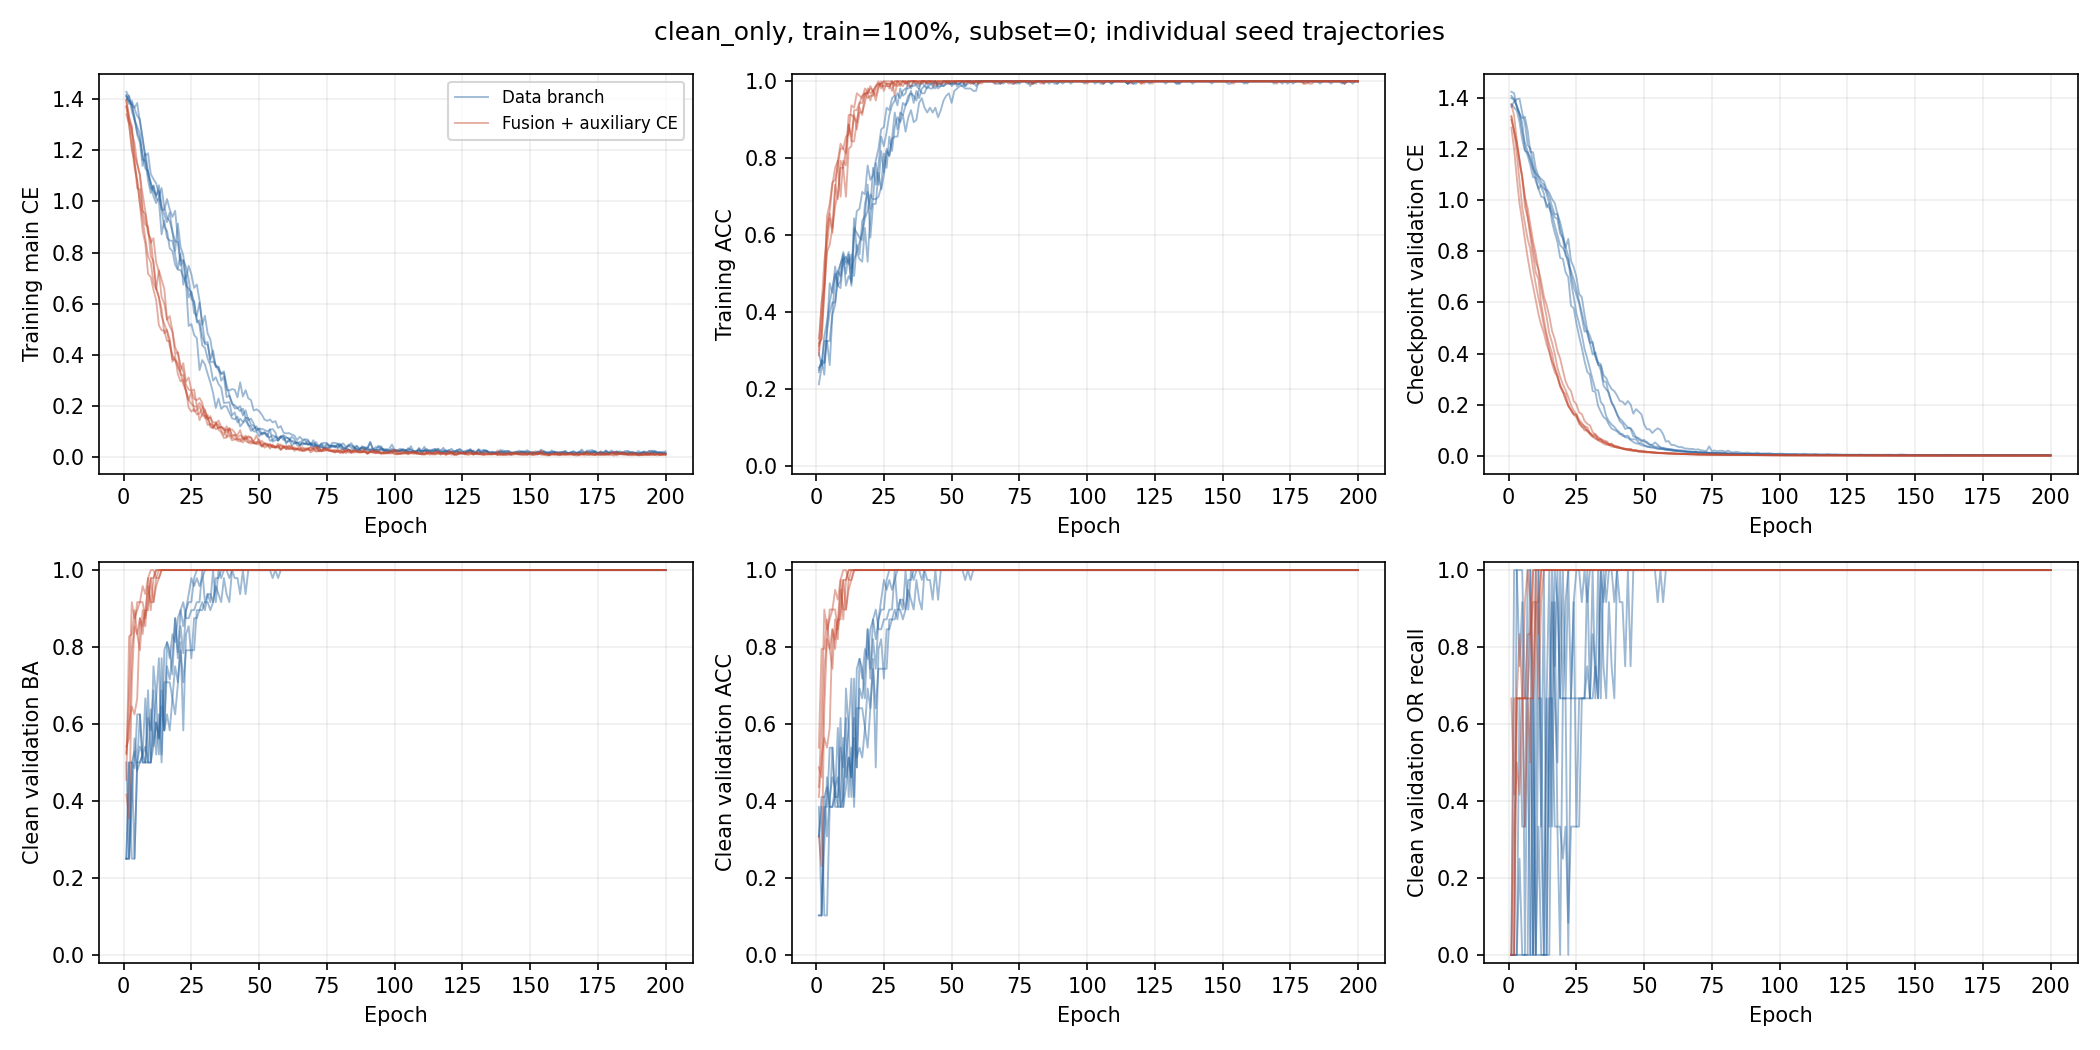 clean_only, train=100%, subset=0; individual seed trajectories
Training main CE
1.4
1.2
1.0
0.8
0.6
0.4
0.2
0.0
Data branch
Fusion + auxiliary CE
0 25 50 75 100 125 150 175 200
Epoch
Training ACC
1.0
0.8
0.6
0.4
0.2
0.0
0 25 50 75 100 125 150 175 200
Epoch
Checkpoint validation CE
1.4
1.2
1.0
0.8
0.6
0.4
0.2
0.0
0 25 50 75 100 125 150 175 200
Epoch
Clean validation BA
1.0
0.8
0.6
0.4
0.2
0.0
0 25 50 75 100 125 150 175 200
Epoch
Clean validation ACC
1.0
0.8
0.6
0.4
0.2
0.0
0 25 50 75 100 125 150 175 200
Epoch
Clean validation OR recall
1.0
0.8
0.6
0.4
0.2
0.0
0 25 50 75 100 125 150 175 200
Epoch